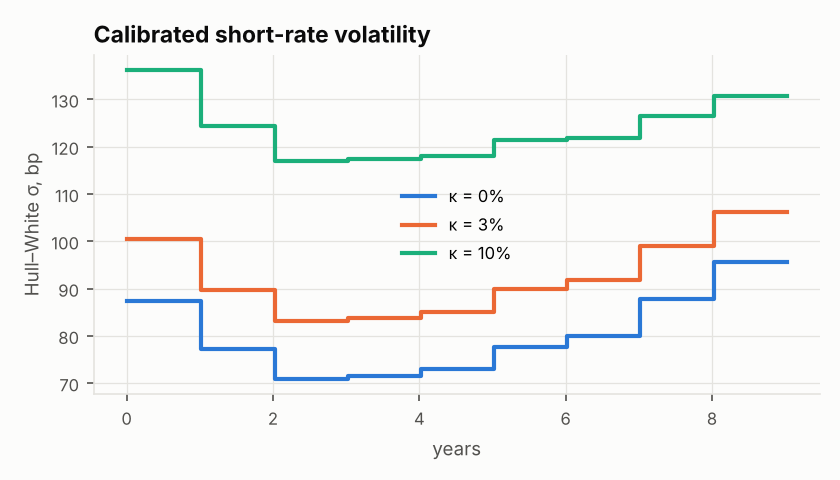 Calibrated short-rate volatility
Hull–White σ, bp
130
120
110
100
90
80
70
κ = 0%
κ = 3%
κ = 10%
0 2 4 6 8
years